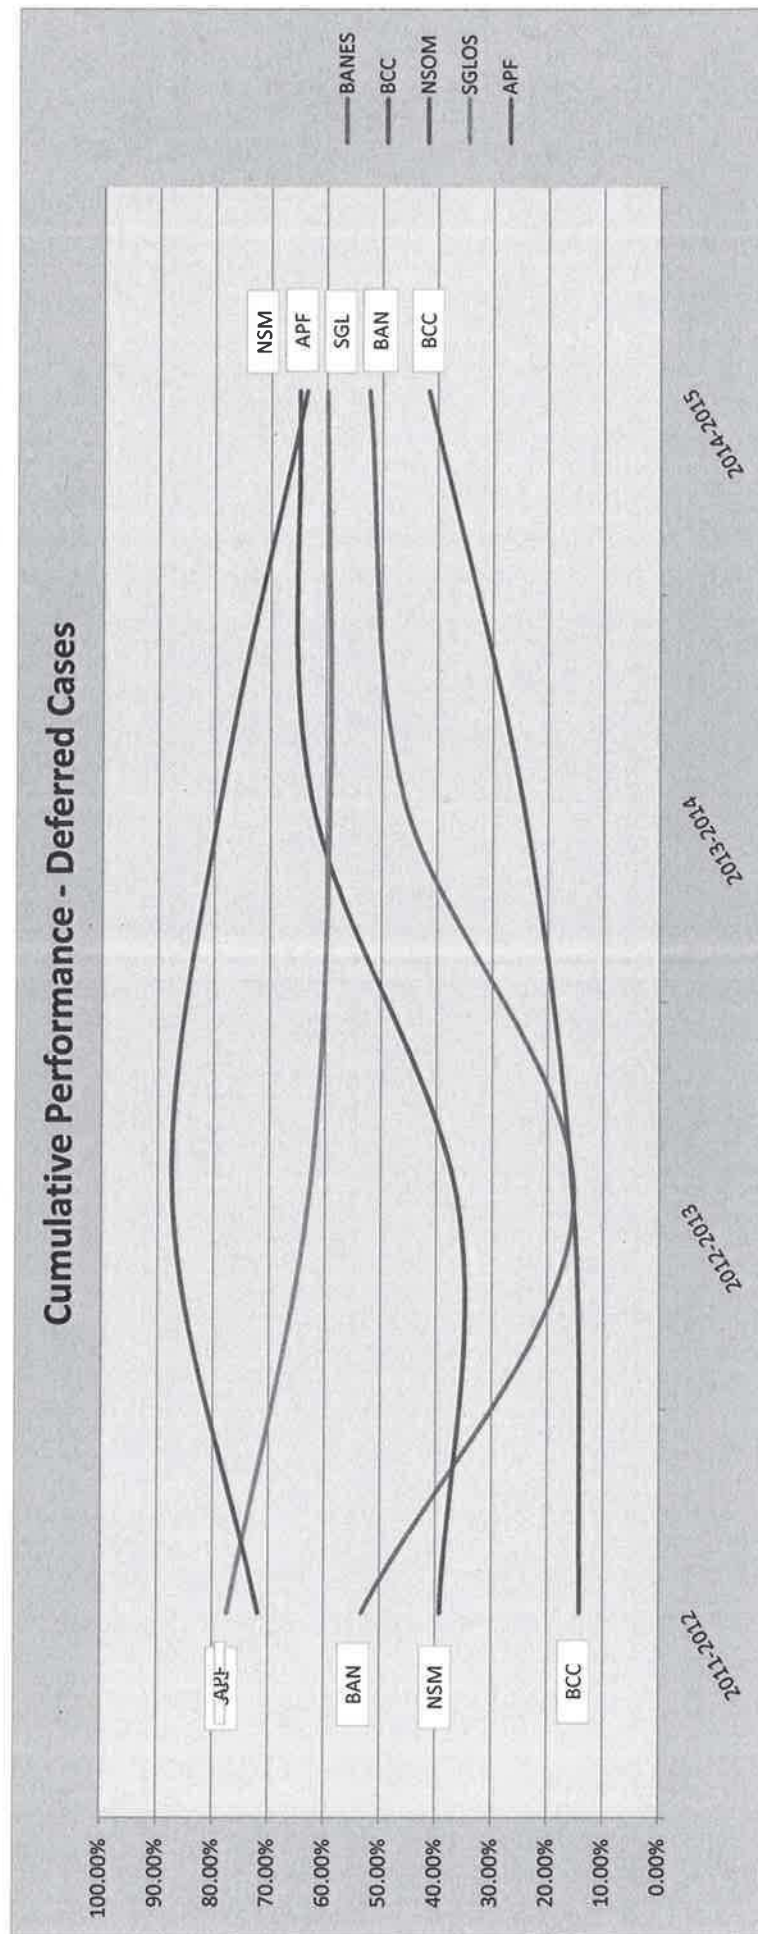 Cumulative Performance - Deferred Cases
100.00%
90.00%
80.00%
70.00%
60.00%
50.00%
40.00%
30.00%
20.00%
10.00%
0.00%
APF
BAN
NSM
BCC
NSM
APF
SGL
BAN
BCC
2011-2012
2012-2013
2013-2014
2014-2015
BANES
BCC
NSOM
SGLOS
APF